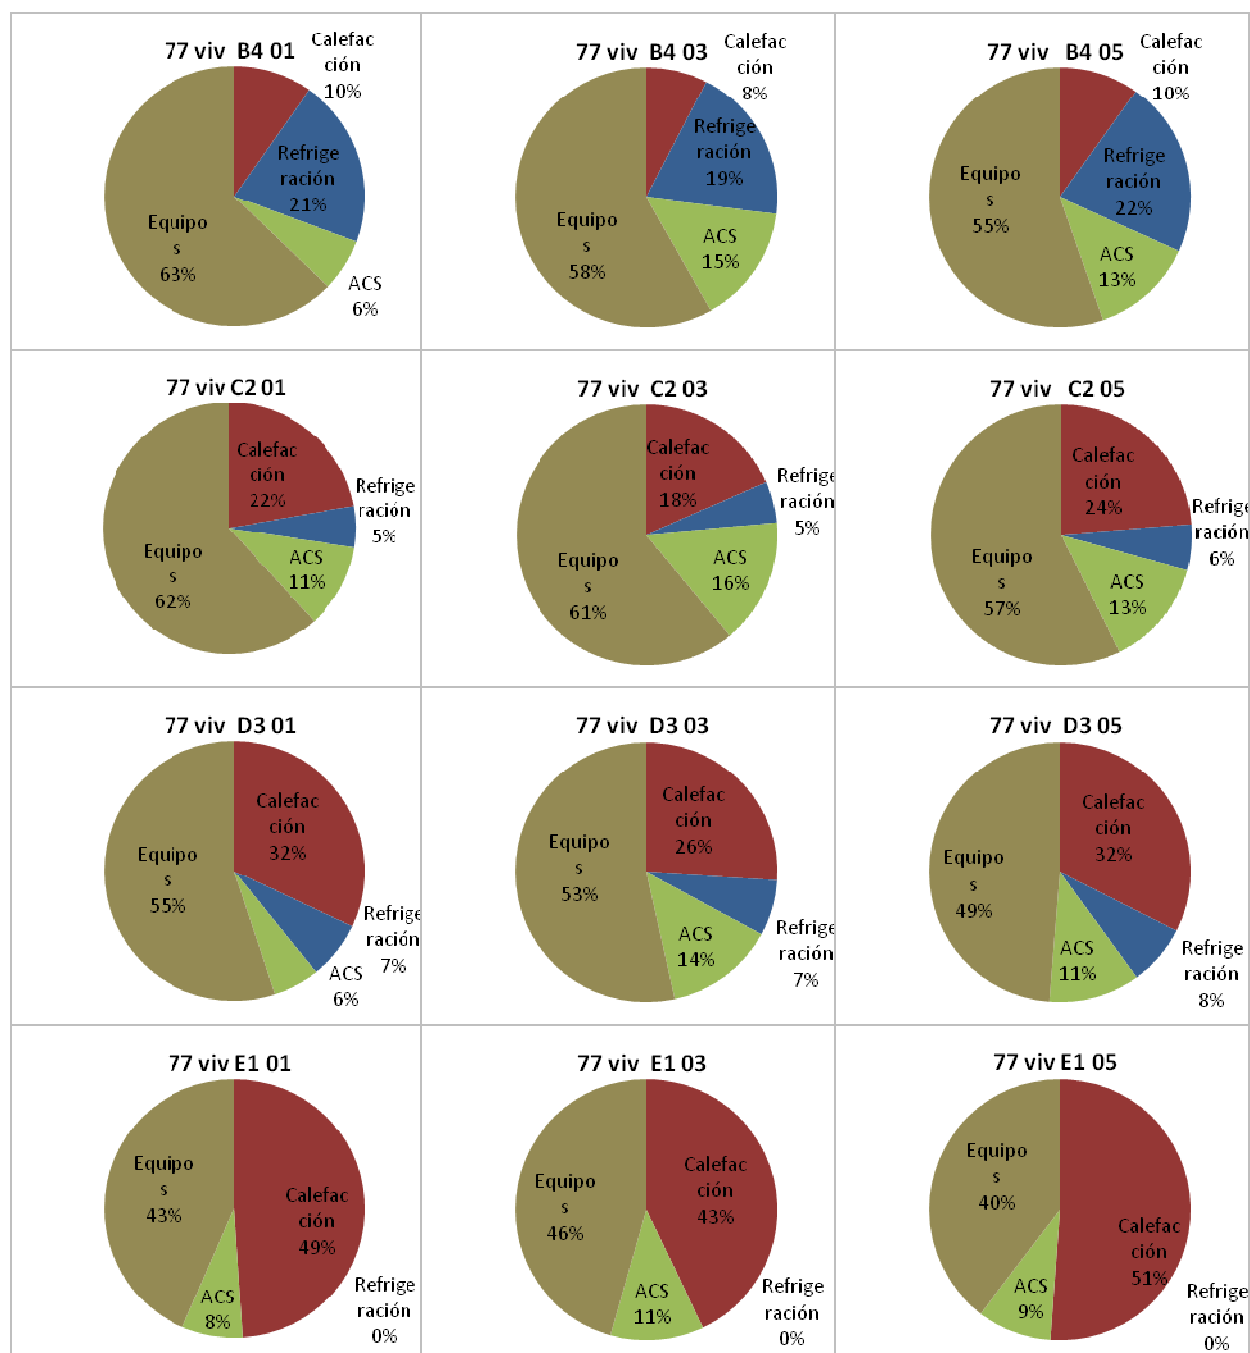 77 viv B4 01
Calefac
ción
10%
Refrige
ración
21%
ACS
6%
Equipo
s
63%
77 viv B4 03
Calefac
ción
8%
Refrige
ración
19%
ACS
15%
Equipo
s
58%
77 viv B4 05
Calefac
ción
10%
Refrige
ración
22%
ACS
13%
Equipo
s
55%
77 viv C2 01
Calefac
ción
22%
Refrige
ración
5%
ACS
11%
Equipo
s
62%
77 viv C2 03
Calefac
ción
18%
Refrige
ración
5%
ACS
16%
Equipo
s
61%
77 viv C2 05
Calefac
ción
24%
Refrige
ración
6%
ACS
13%
Equipo
s
57%
77 viv D3 01
Calefac
ción
32%
Refrige
ración
7%
ACS
6%
Equipo
s
55%
77 viv D3 03
Calefac
ción
26%
Refrige
ración
7%
ACS
14%
Equipo
s
53%
77 viv D3 05
Calefac
ción
32%
Refrige
ración
8%
ACS
11%
Equipo
s
49%
77 viv E1 01
Calefac
ción
49%
Refrige
ración
0%
ACS
8%
Equipo
s
43%
77 viv E1 03
Calefac
ción
43%
Refrige
ración
0%
ACS
11%
Equipo
s
46%
77 viv E1 05
Calefac
ción
51%
Refrige
ración
0%
ACS
9%
Equipo
s
40%